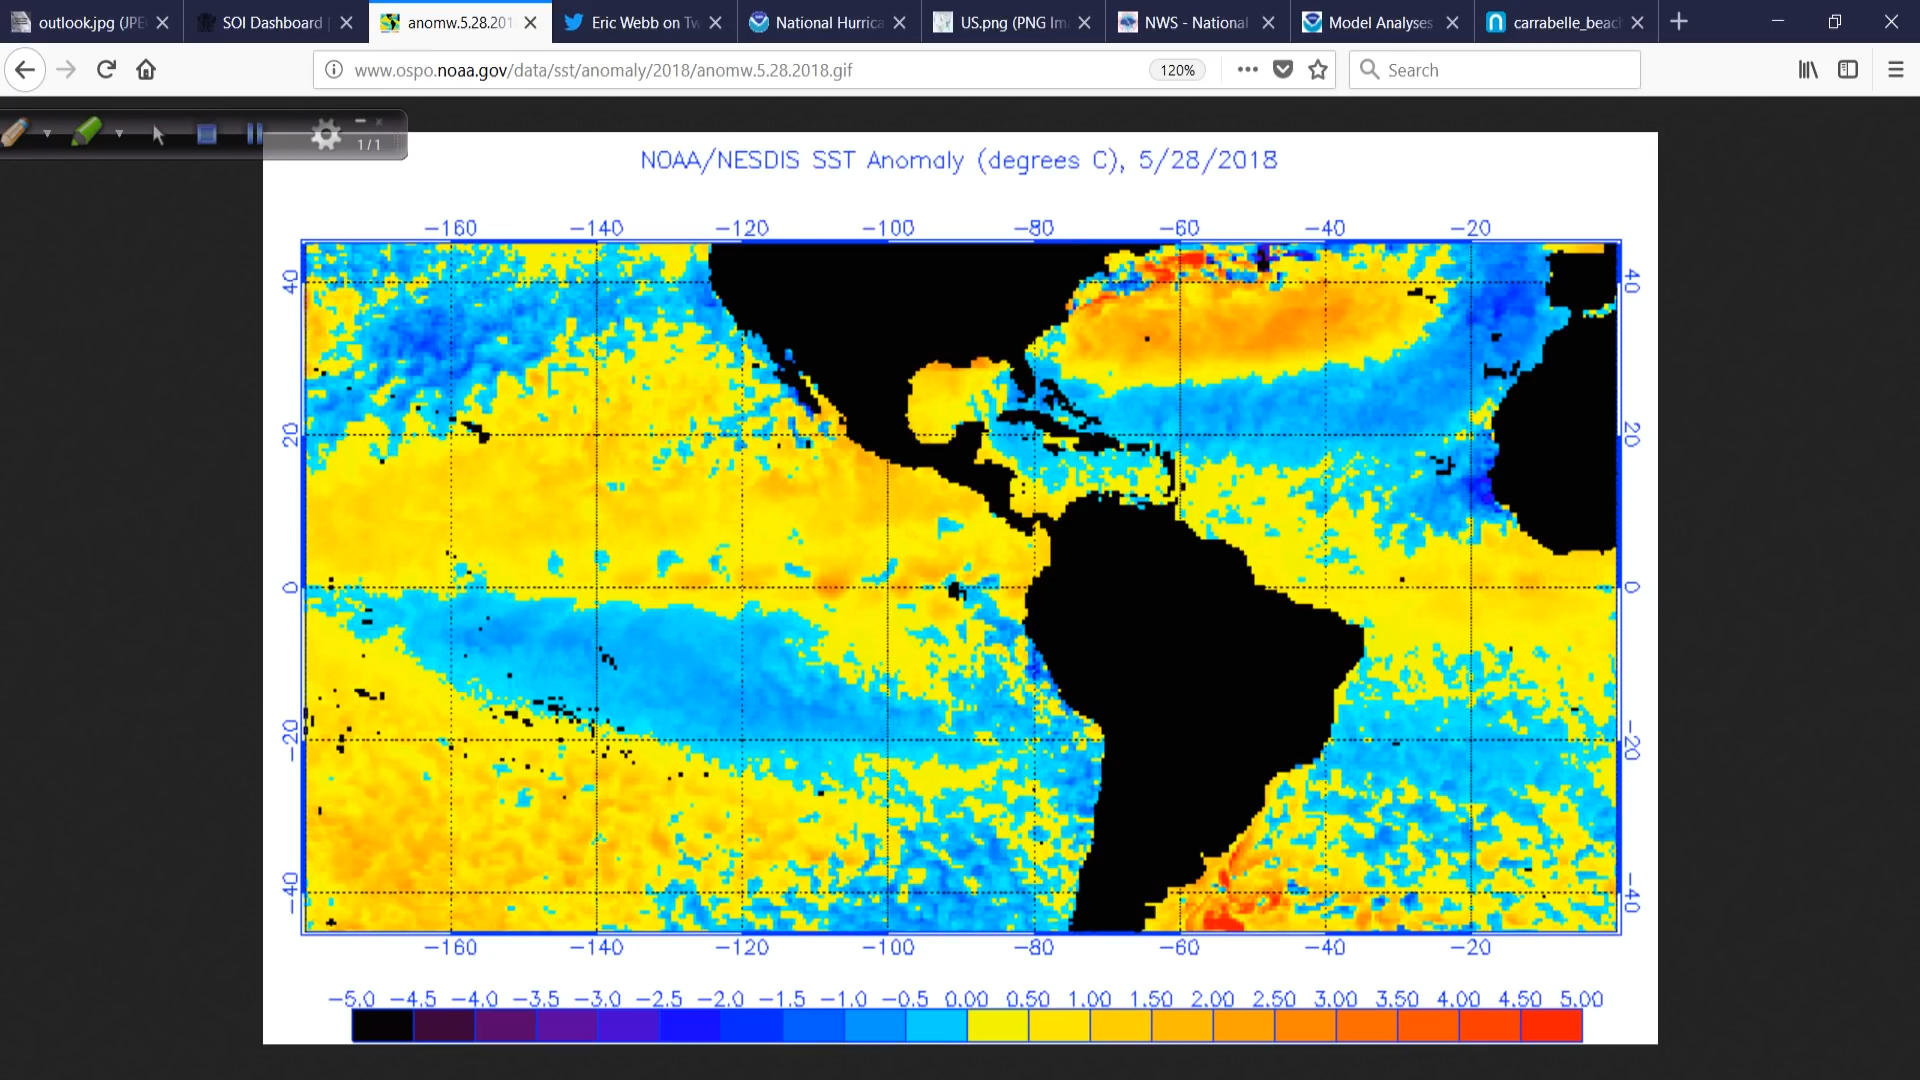 outlook.jpg (JPE
SOI Dashboard
anomw.5.28.201
Eric Webb on Tw
National Hurrica
US.png (PNG Im
NWS - National
Model Analyses
carrabelle_beac
www.ospo.noaa.gov/data/sst/anomaly/2018/anomw.5.28.2018.gif
120%
Search
1/1
NOAA/NESDIS SST Anomaly (degrees C), 5/28/2018
-160 -140 -120 -100 -80 -60 -40 -20
40 40
20 20
0 0
-20 -20
-40 -40
-160 -140 -120 -100 -80 -60 -40 -20
-5.0 -4.5 -4.0 -3.5 -3.0 -2.5 -2.0 -1.5 -1.0 -0.5 0.00 0.50 1.00 1.50 2.00 2.50 3.00 3.50 4.00 4.50 5.00